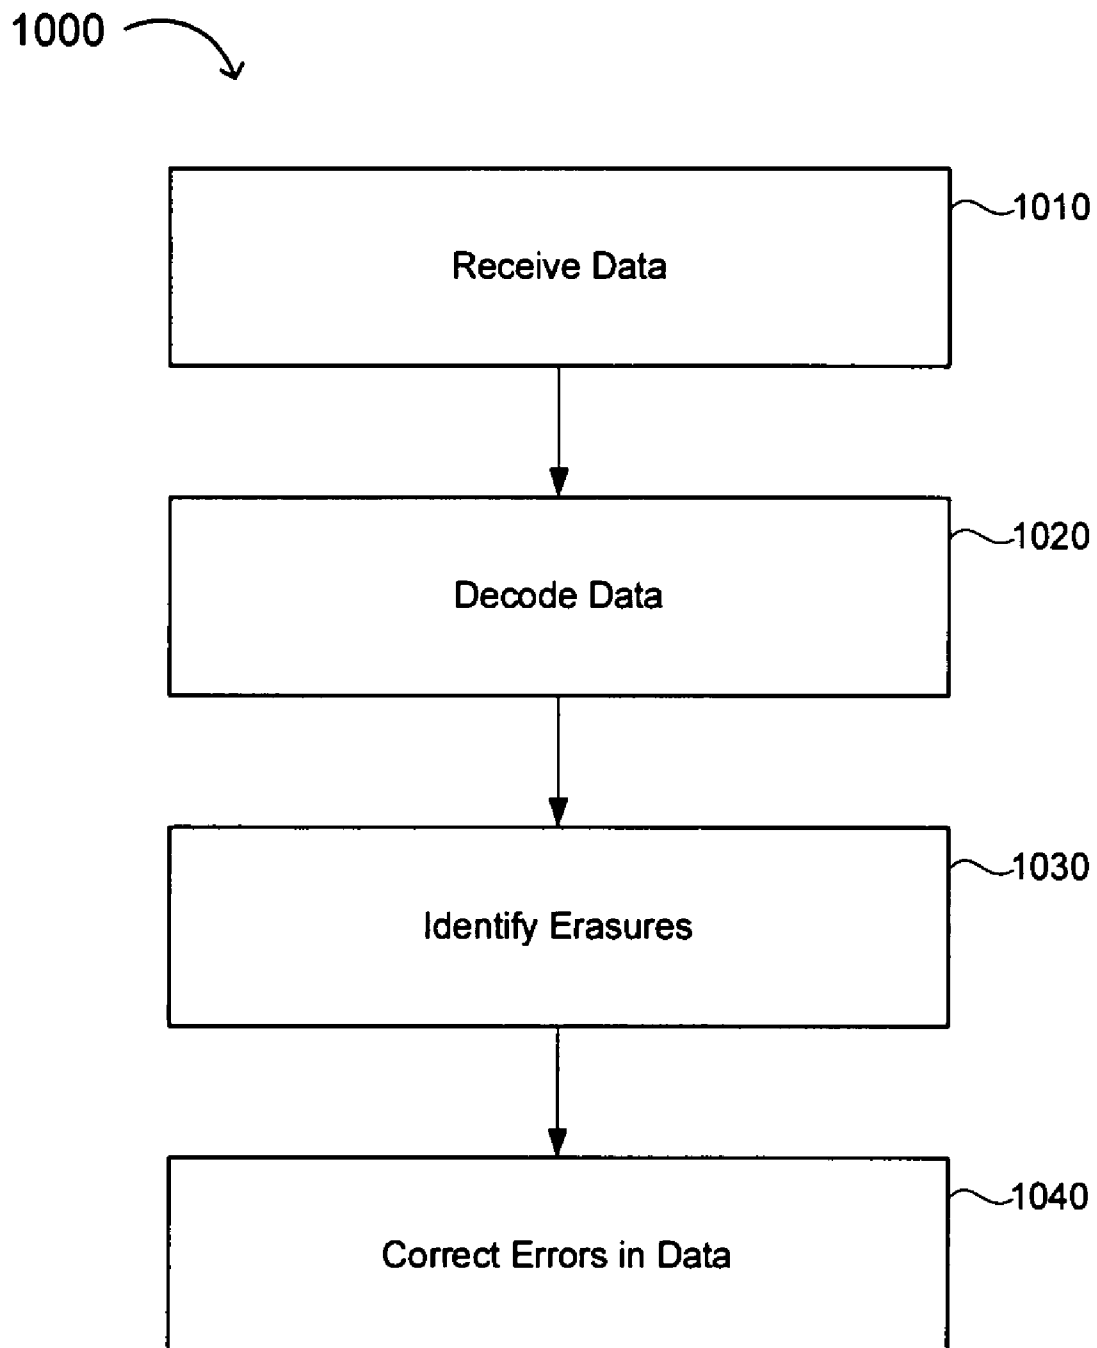 1000
1010
Receive Data
1020
Decode Data
1030
Identify Erasures
1040
Correct Errors in Data